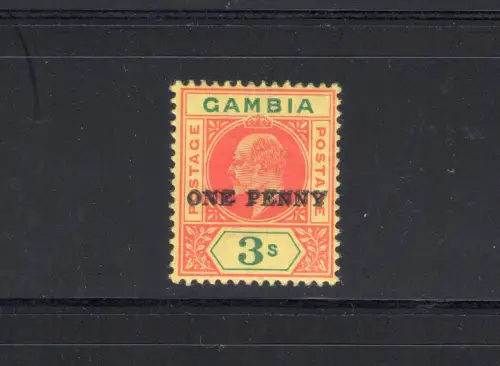 GAMBIA
POSTAGE
POSTAGE
ONE PENNY
3s